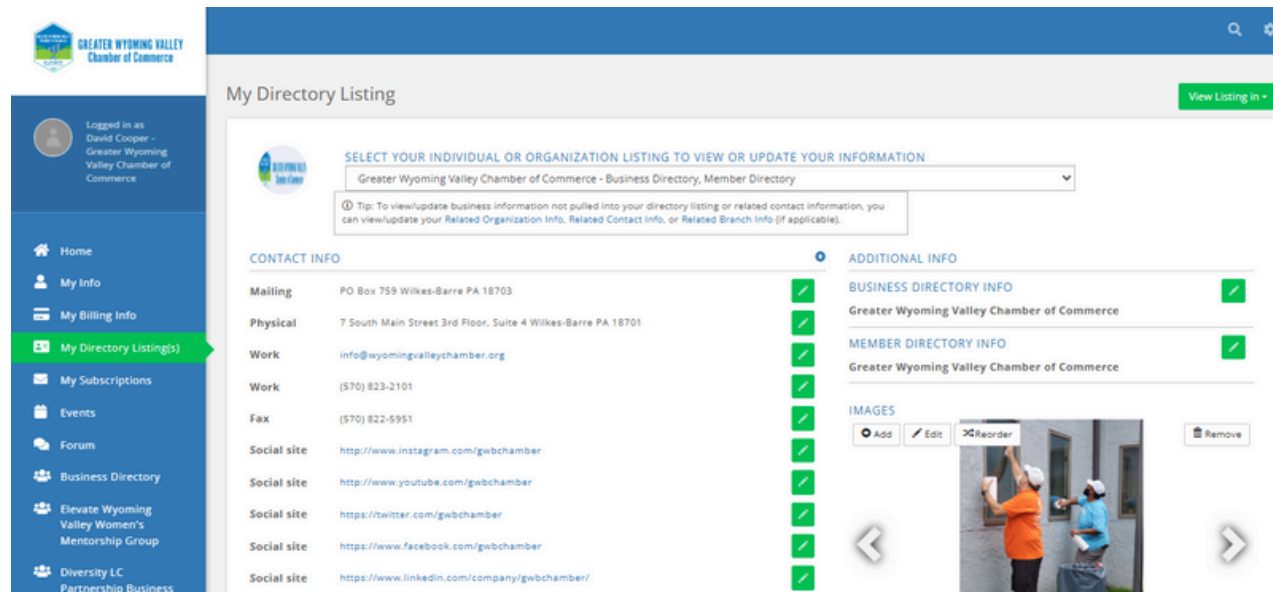 GREATER WYOMING VALLEY
Chamber of Commerce
Logged in as
David Cooper -
Greater Wyoming
Valley Chamber of
Commerce
Home
My Info
My Billing Info
My Directory Listing(s)
My Subscriptions
Events
Forum
Business Directory
Elevate Wyoming
Valley Women's
Mentorship Group
Diversity LC
Partnership Business
My Directory Listing
View Listing in
SELECT YOUR INDIVIDUAL OR ORGANIZATION LISTING TO VIEW OR UPDATE YOUR INFORMATION
Greater Wyoming Valley Chamber of Commerce - Business Directory, Member Directory
Tip: To view/update business information not pulled into your directory listing or related contact information, you
can view/update your Related Organization Info, Related Contact Info, or Related Branch Info (if applicable).
CONTACT INFO
Mailing PO Box 759 Wilkes-Barre PA 18703
Physical 7 South Main Street 3rd Floor, Suite 4 Wilkes-Barre PA 18701
Work info@wyomingvalleychamber.org
Work (570) 823-2101
Fax (570) 822-5951
Social site http://www.instagram.com/gwbchamber
Social site http://www.youtube.com/gwbchamber
Social site https://twitter.com/gwbchamber
Social site https://www.facebook.com/gwbchamber
Social site https://www.linkedin.com/company/gwbchamber/
ADDITIONAL INFO
BUSINESS DIRECTORY INFO
Greater Wyoming Valley Chamber of Commerce
MEMBER DIRECTORY INFO
Greater Wyoming Valley Chamber of Commerce
IMAGES
Add Edit Reorder Remove